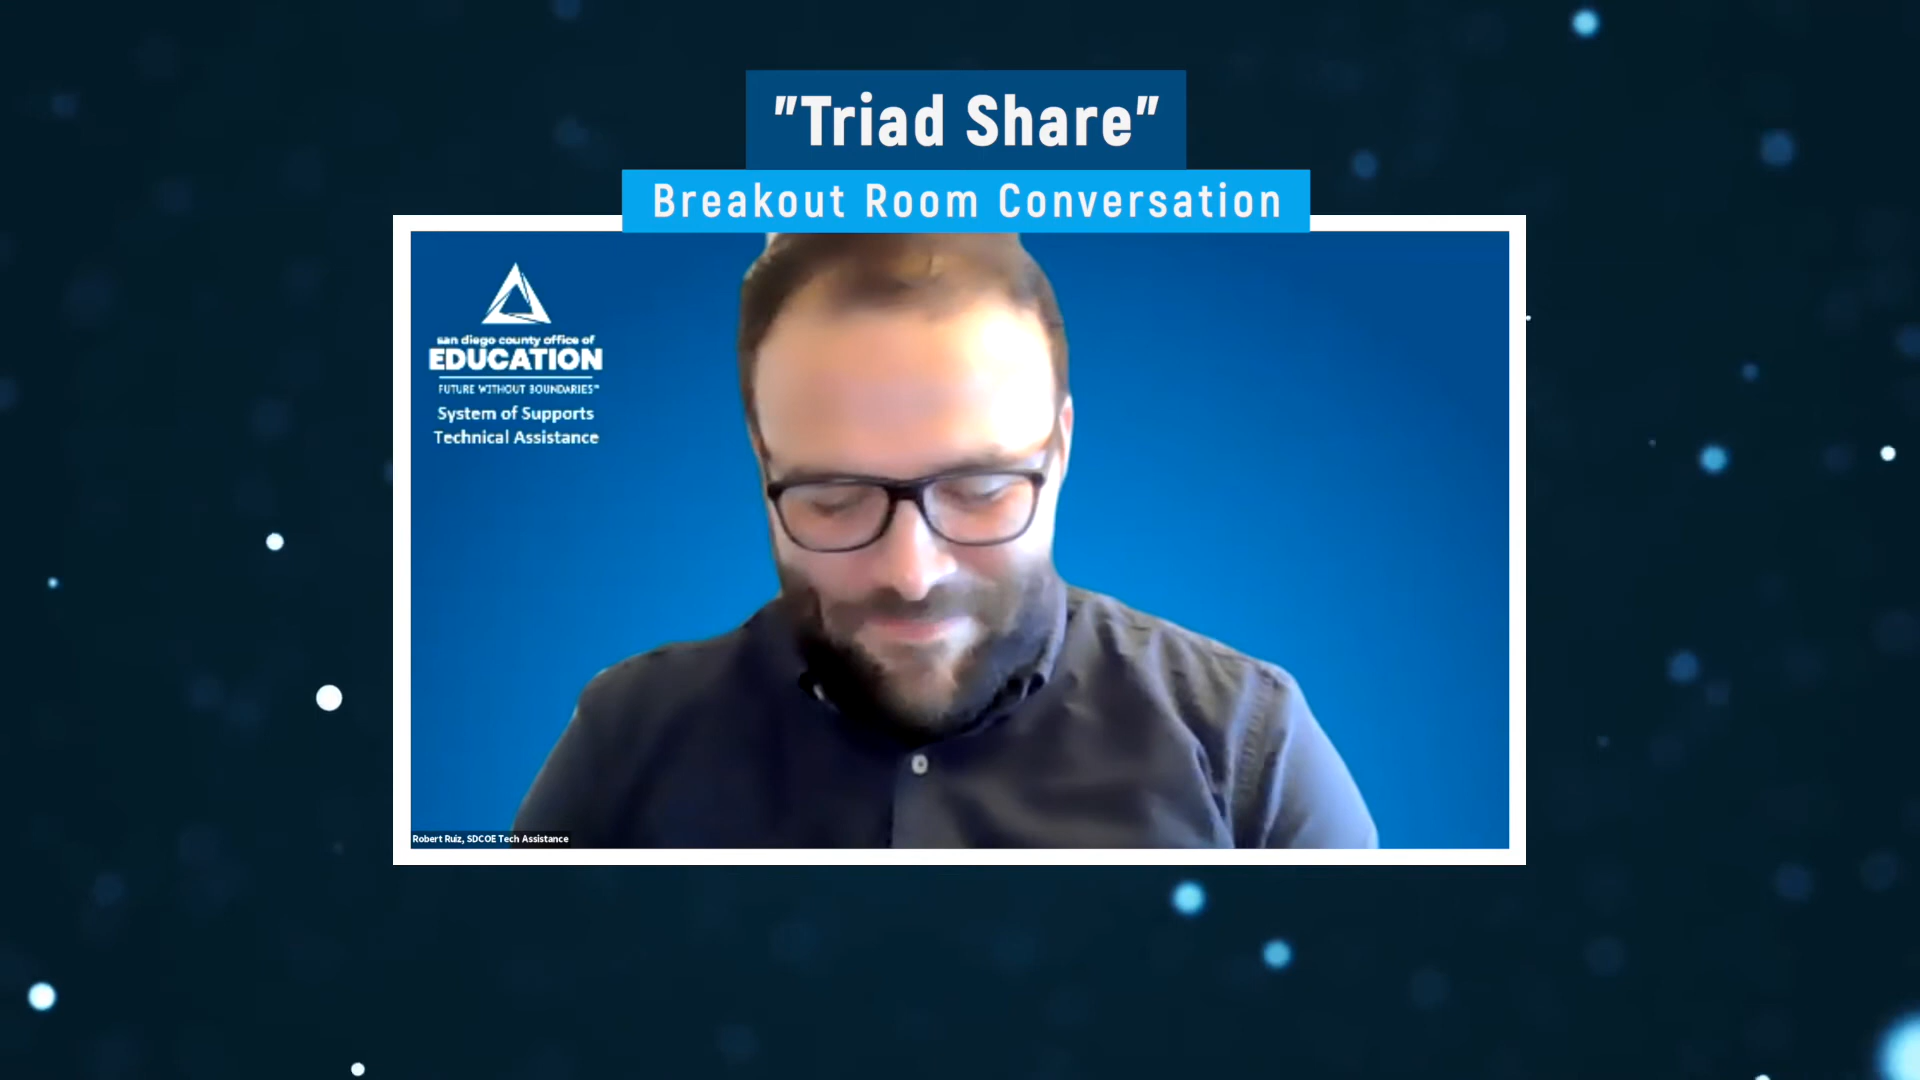 "Triad Share"
Breakout Room Conversation
san diego county office of
EDUCATION
FUTURE WITHOUT BOUNDARIES™
System of Supports
Technical Assistance
Robert Ruiz, SDCOE Tech Assistance